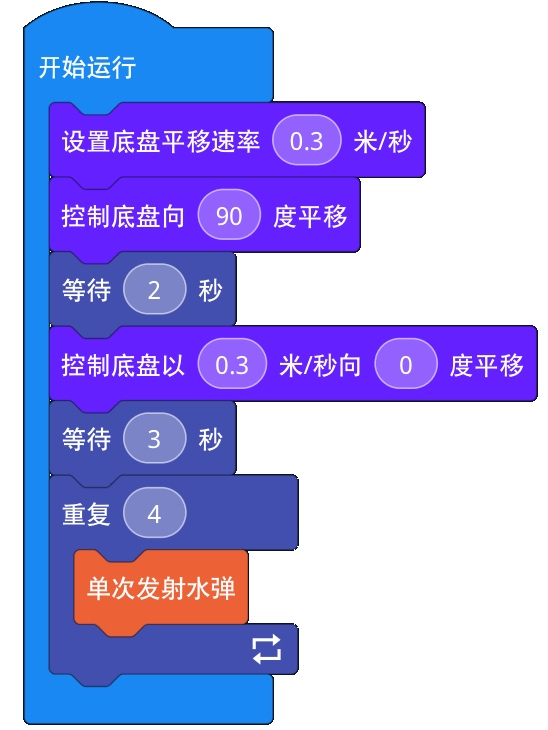 开始运行
设置底盘平移速率 0.3 米/秒
控制底盘向 90 度平移
等待 2 秒
控制底盘以 0.3 米/秒向 0 度平移
等待 3 秒
重复 4
单次发射水弹